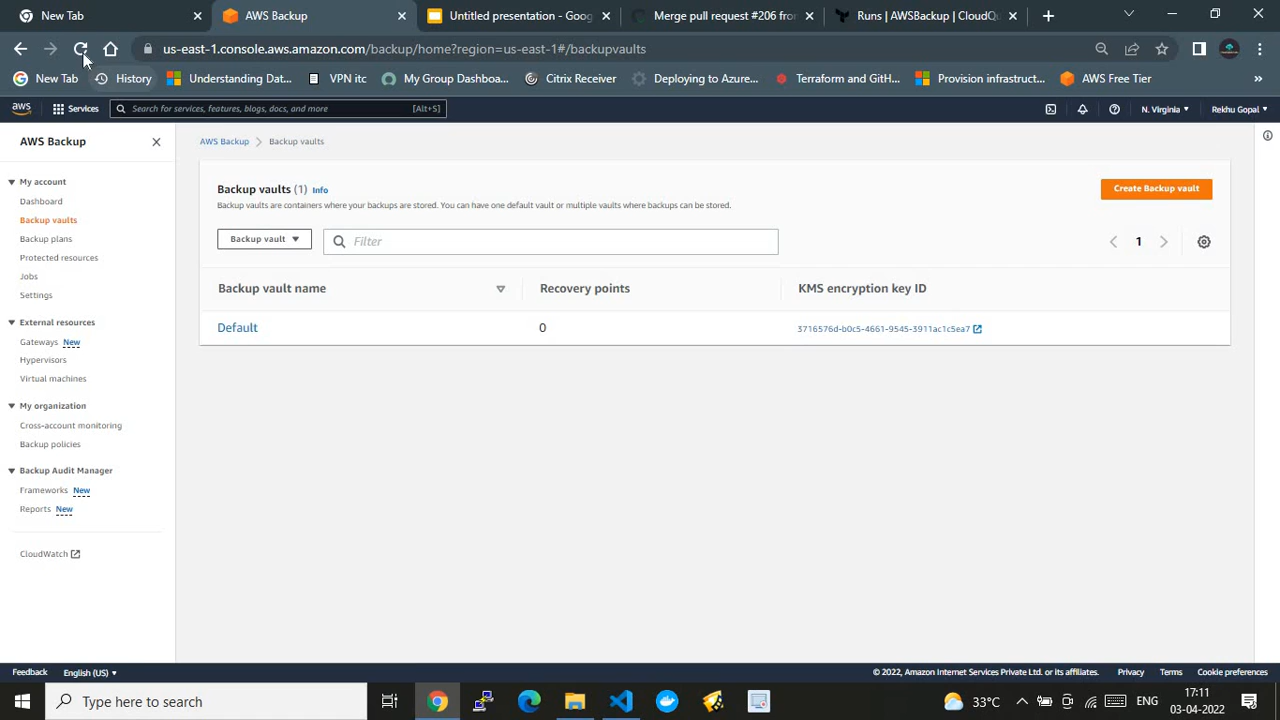 New Tab
AWS Backup
Untitled presentation - Goog
Merge pull request #206 from
Runs | AWSBackup | CloudQu
us-east-1.console.aws.amazon.com/backup/home?region=us-east-1#/backupvaults
New Tab
History
Understanding Dat...
VPN itc
My Group Dashboa...
Citrix Receiver
Deploying to Azure...
Terraform and GitH...
Provision infrastruct...
AWS Free Tier
aws
Services
Search for services, features, blogs, docs, and more
[Alt+S]
N. Virginia
Rekhu Gopal
AWS Backup
My account
Dashboard
Backup vaults
Backup plans
Protected resources
Jobs
Settings
External resources
Gateways New
Hypervisors
Virtual machines
My organization
Cross-account monitoring
Backup policies
Backup Audit Manager
Frameworks New
Reports New
CloudWatch
AWS Backup > Backup vaults
Backup vaults (1) Info
Backup vaults are containers where your backups are stored. You can have one default vault or multiple vaults where backups can be stored.
Create Backup vault
Backup vault
Filter
1
Backup vault name
Recovery points
KMS encryption key ID
Default
0
3716576d-b0c5-4661-9545-3911ac1c5ea7
Feedback
English (US)
© 2022, Amazon Internet Services Private Ltd. or its affiliates.
Privacy
Terms
Cookie preferences
Type here to search
33°C
ENG
17:11
03-04-2022